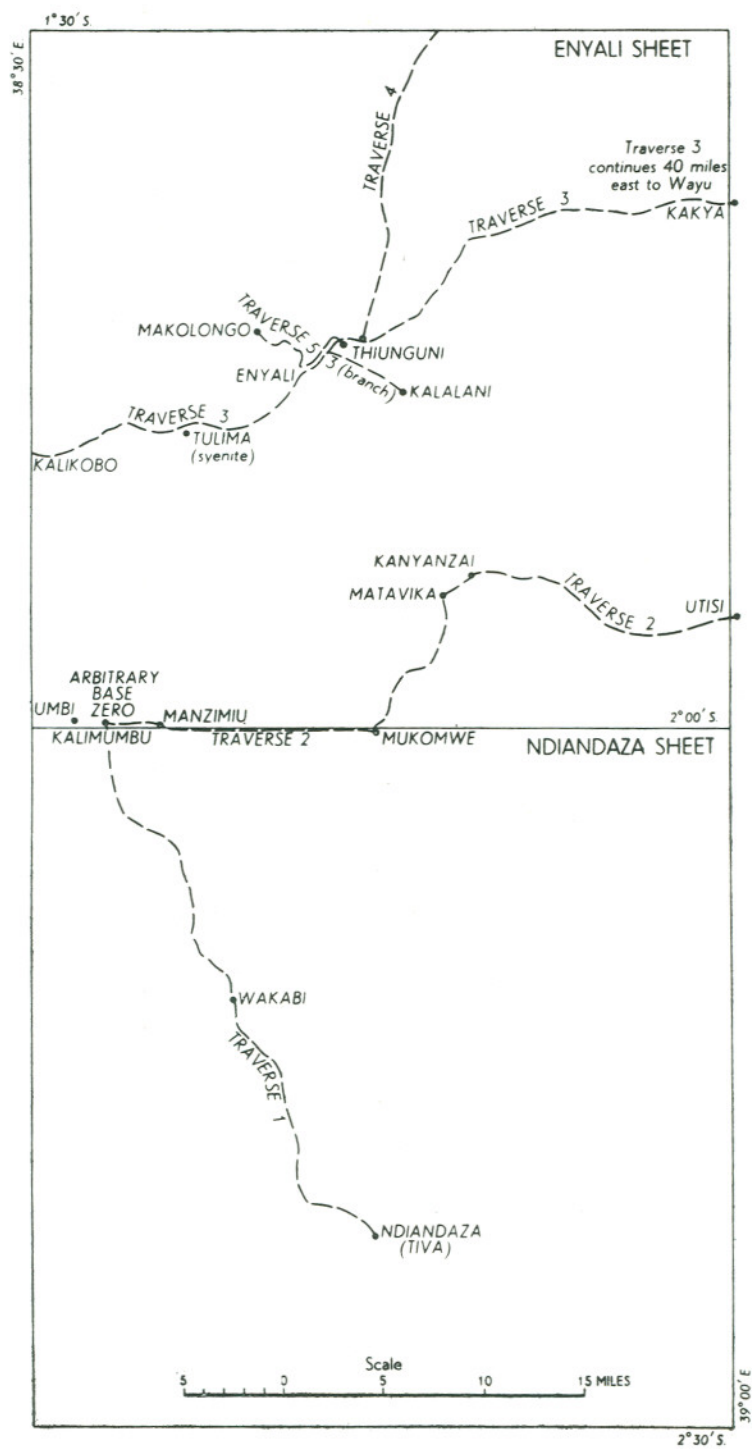 1°30' S.
38°30' E.
ENYALI SHEET
TRAVERSE 4
Traverse 3
continues 40 miles
east to Wayu
TRAVERSE 3
KAKYA
MAKOLONGO
TRAVERSE 5
THIUNGUNI
ENYALI
3 (branch)
KALALANI
TRAVERSE 3
TULIMA
(syenite)
KALIKOBO
KANYANZAI
MATAVIKA
TRAVERSE 2
UTISI
ARBITRARY
BASE
ZERO
UMBI
MANZIMIU
2°00' S.
KALIMUMBU
TRAVERSE 2
MUKOMWE
NDIANDAZA SHEET
WAKABI
TRAVERSE 1
NDIANDAZA
(TIVA)
Scale
5 0 5 10 15 MILES
39°00' E
2°30' S.